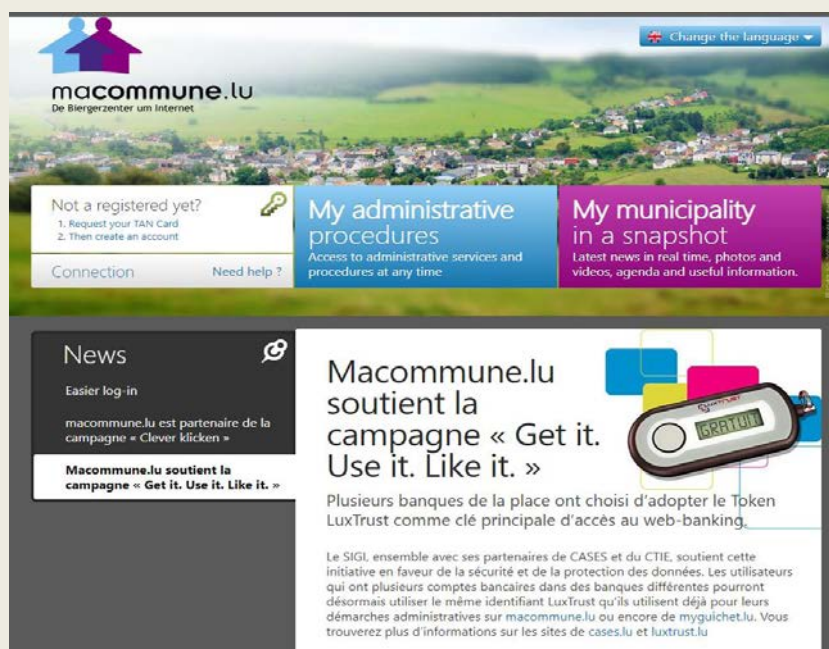 Change the language
macommune.lu
De Biergerzenter um Internet
Not a registered yet?
1. Request your TAN Card
2. Then create an account
Connection
Need help ?
My administrative
procedures
Access to administrative services and
procedures at any time
My municipality
in a snapshot
Latest news in real time, photos and
videos, agenda and useful information.
News
Easier log-in
macommune.lu est partenaire de la
campagne « Clever klicken »
Macommune.lu soutient la
campagne « Get it. Use it. Like it. »
Macommune.lu
soutient la
campagne « Get it.
Use it. Like it. »
LUXTRUST
GRATUIT
Plusieurs banques de la place ont choisi d'adopter le Token
LuxTrust comme clé principale d'accès au web-banking.
Le SIGI, ensemble avec ses partenaires de CASES et du CTIE, soutient cette
initiative en faveur de la sécurité et de la protection des données. Les utilisateurs
qui ont plusieurs comptes bancaires dans des banques différentes pourront
désormais utiliser le même identifiant LuxTrust qu'ils utilisent déjà pour leurs
démarches administratives sur macommune.lu ou encore de myguichet.lu. Vous
trouverez plus d'informations sur les sites de cases.lu et luxtrust.lu